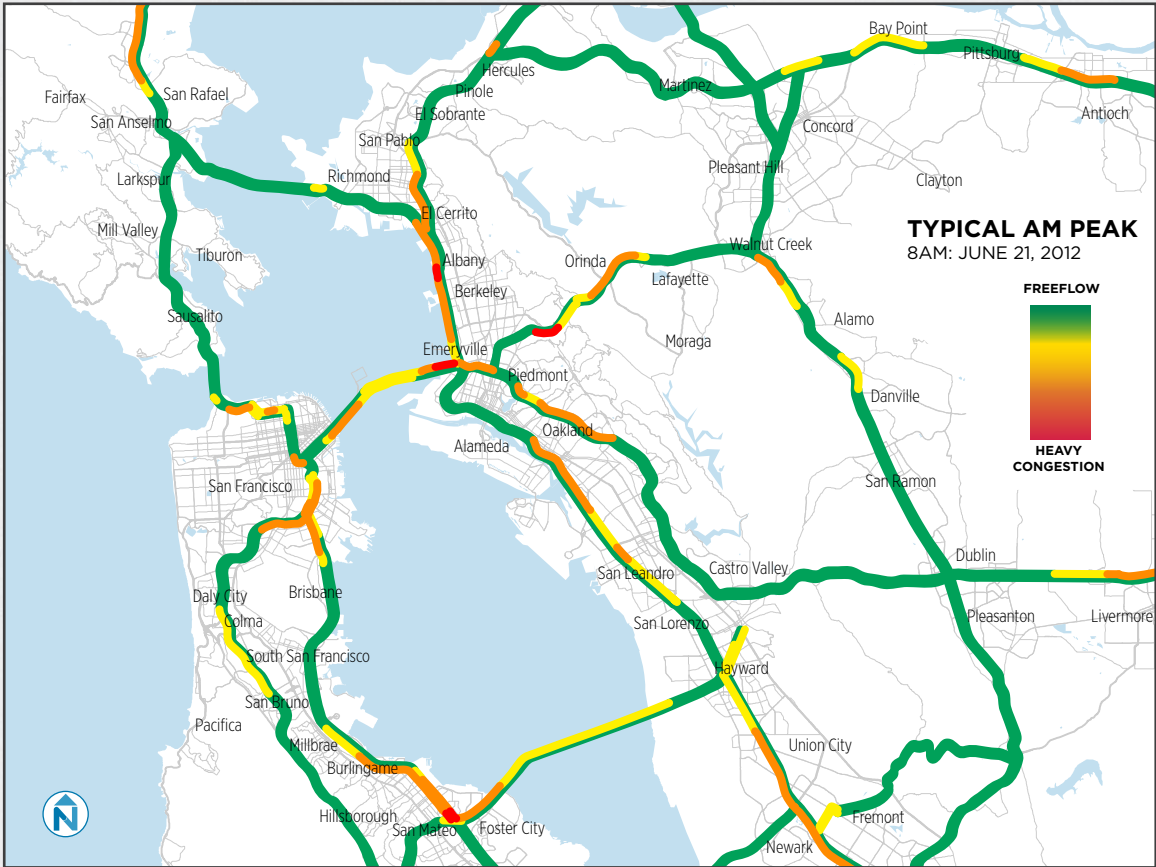 Bay Point
Pittsburg
Hercules
Martinez
Fairfax
San Rafael
Pinole
El Sobrante
Antioch
San Anselmo
Concord
San Pablo
Pleasant Hill
Larkspur
Richmond
Clayton
El Cerrito
Mill Valley
TYPICAL AM PEAK
8AM: JUNE 21, 2012
Walnut Creek
Tiburon
Albany
Orinda
Lafayette
Berkeley
FREEFLOW
Sausalito
Alamo
Moraga
Emeryville
Piedmont
Danville
Oakland
Alameda
HEAVY
CONGESTION
San Francisco
San Ramon
Dublin
Castro Valley
San Leandro
Brisbane
Daly City
Pleasanton
Livermore
Colma
San Lorenzo
South San Francisco
Hayward
San Bruno
Pacifica
Millbrae
Union City
Burlingame
Hillsborough
San Mateo
Foster City
Fremont
Newark
N